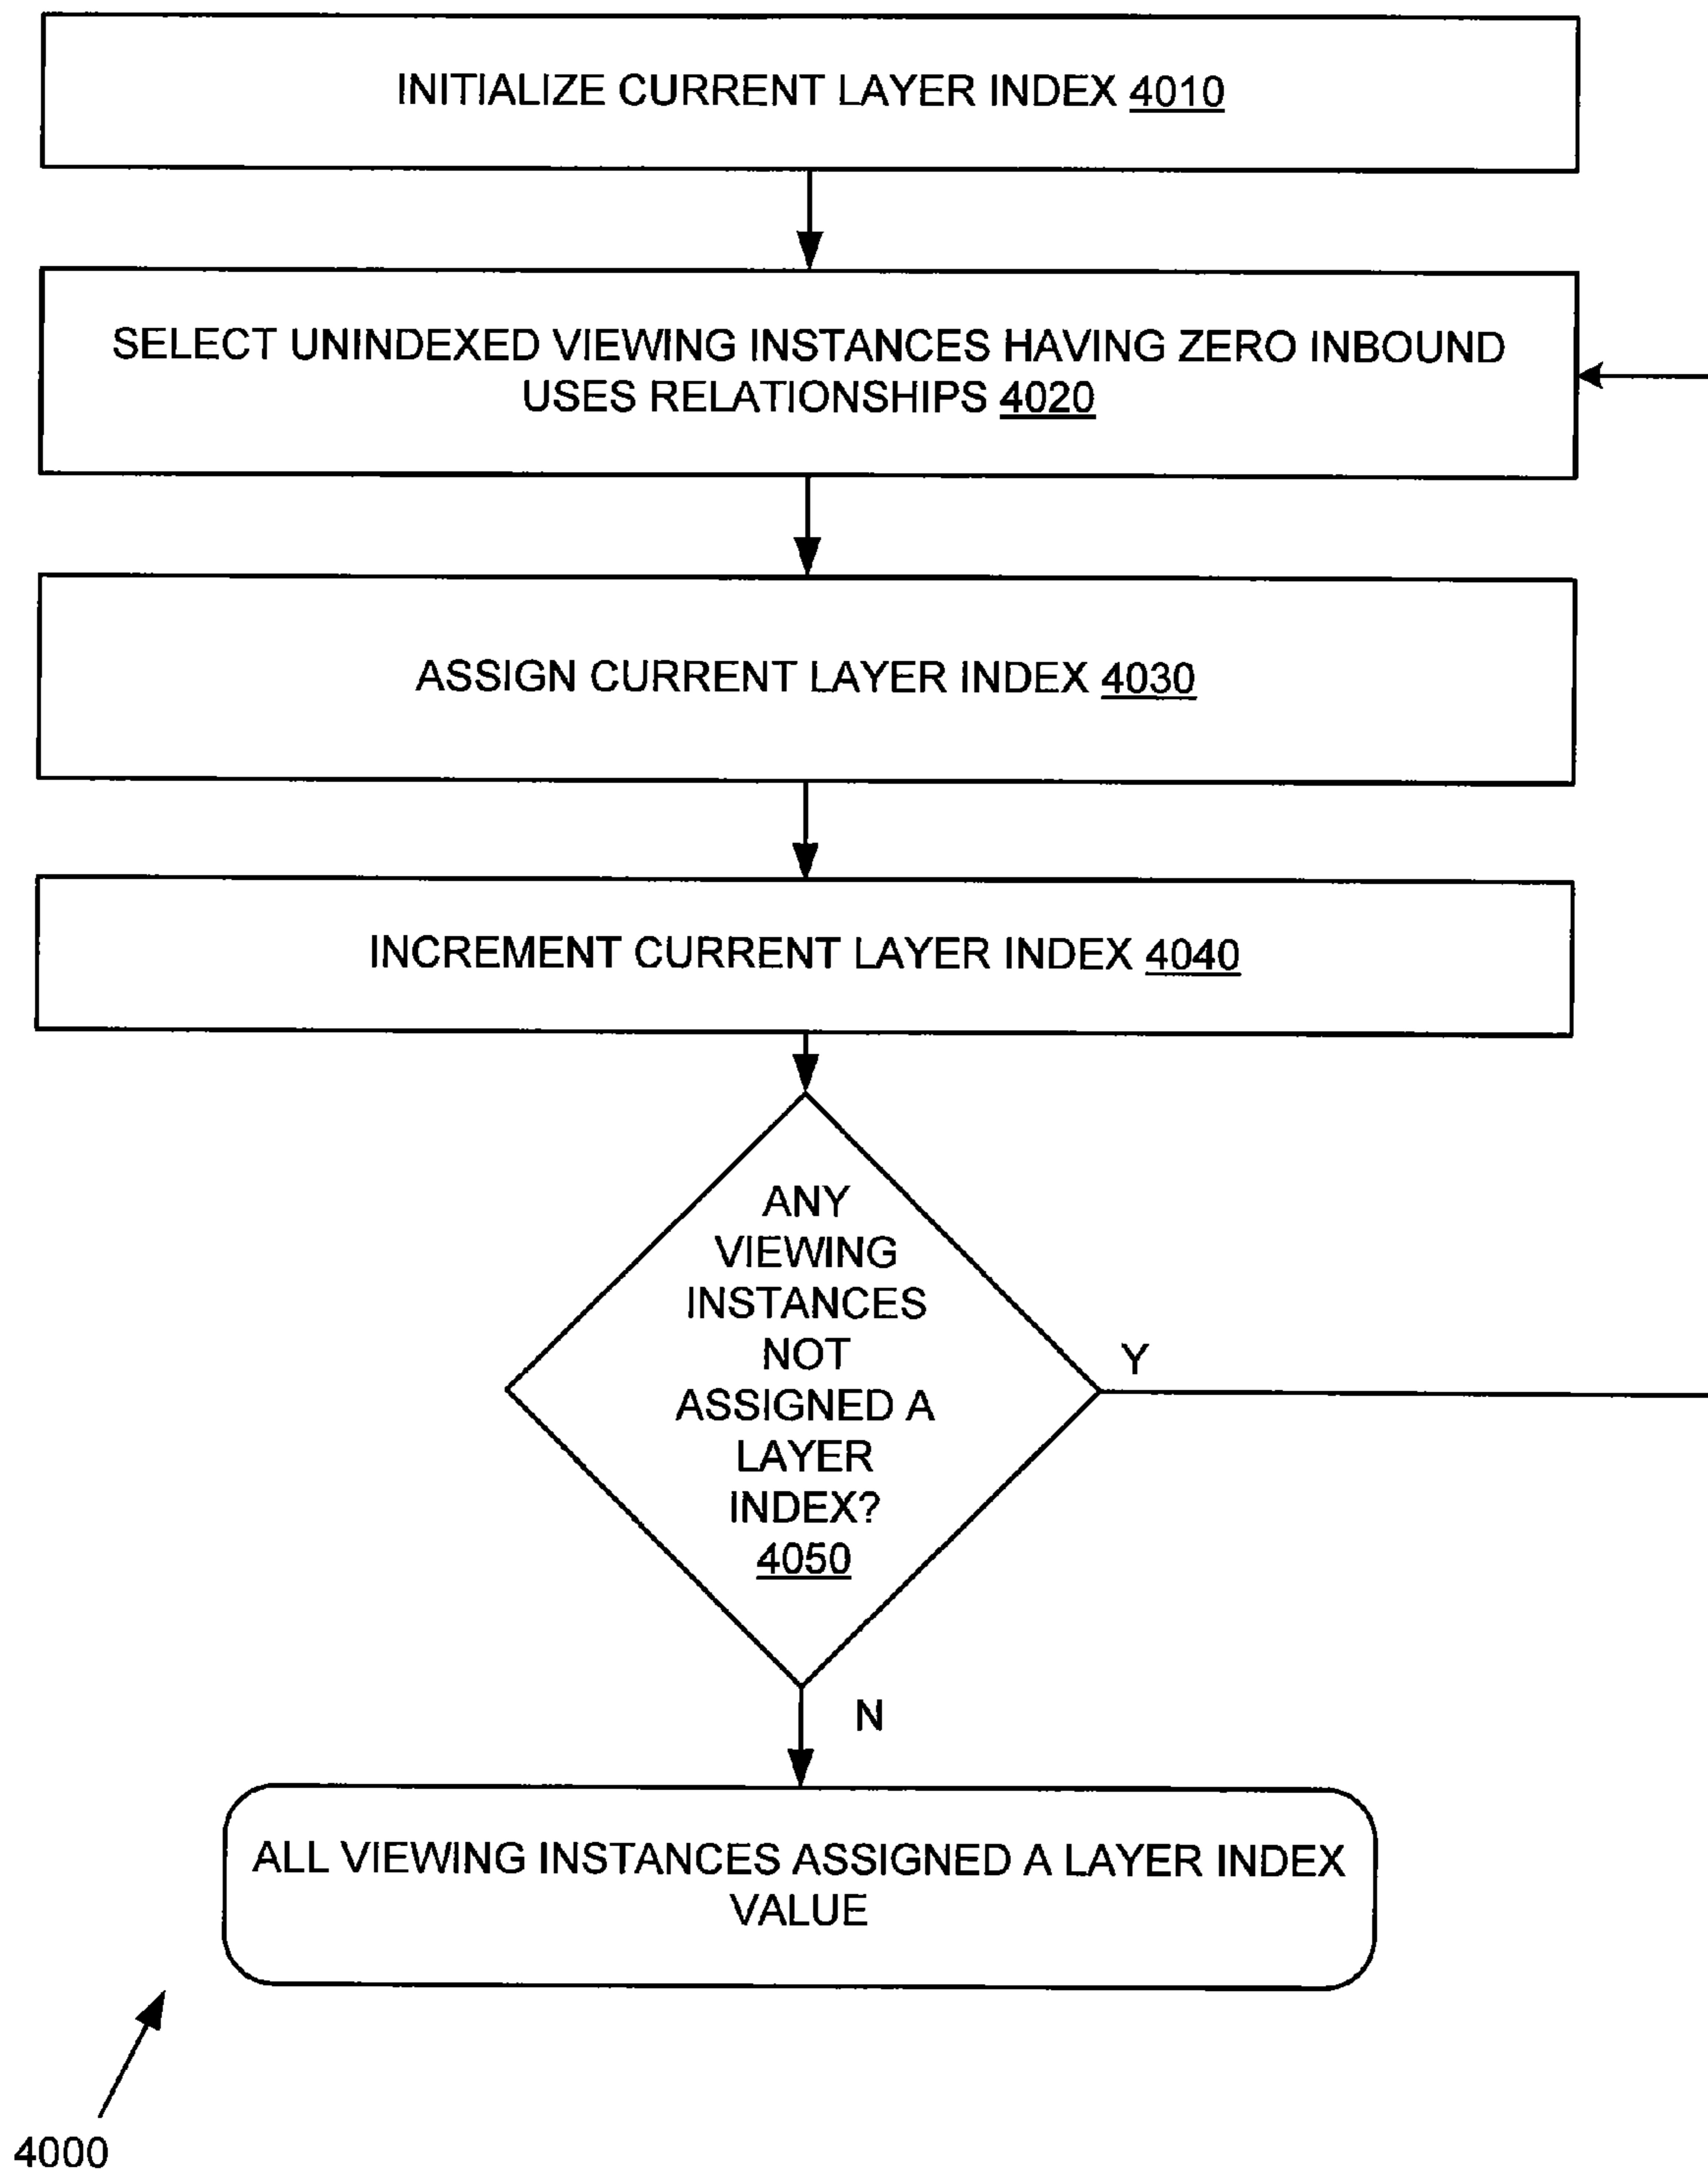 INITIALIZE CURRENT LAYER INDEX 4010
SELECT UNINDEXED VIEWING INSTANCES HAVING ZERO INBOUND
USES RELATIONSHIPS 4020
ASSIGN CURRENT LAYER INDEX 4030
INCREMENT CURRENT LAYER INDEX 4040
ANY
VIEWING
INSTANCES
NOT
ASSIGNED A
LAYER
INDEX?
4050
Y
N
ALL VIEWING INSTANCES ASSIGNED A LAYER INDEX
VALUE
4000